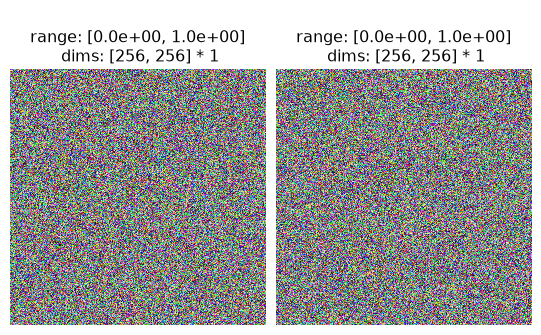 range: [0.0e+00, 1.0e+00]
dims: [256, 256] * 1
range: [0.0e+00, 1.0e+00]
dims: [256, 256] * 1